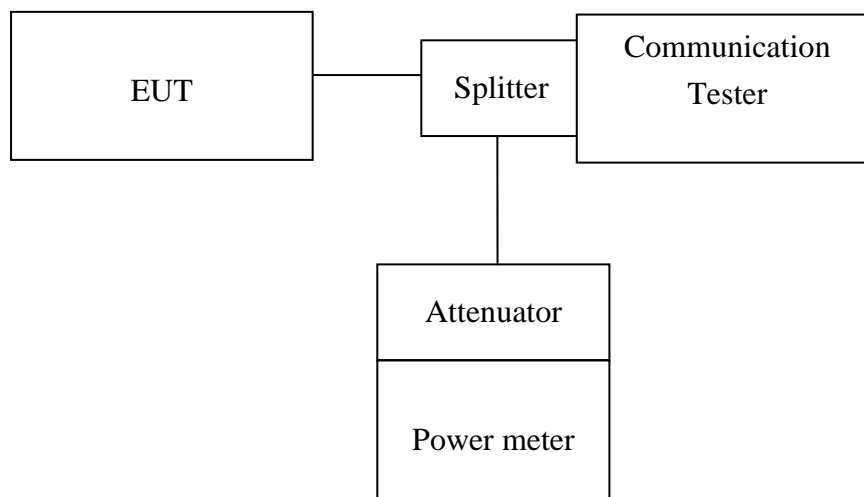 EUT
Splitter
Communication
Tester
Attenuator
Power meter